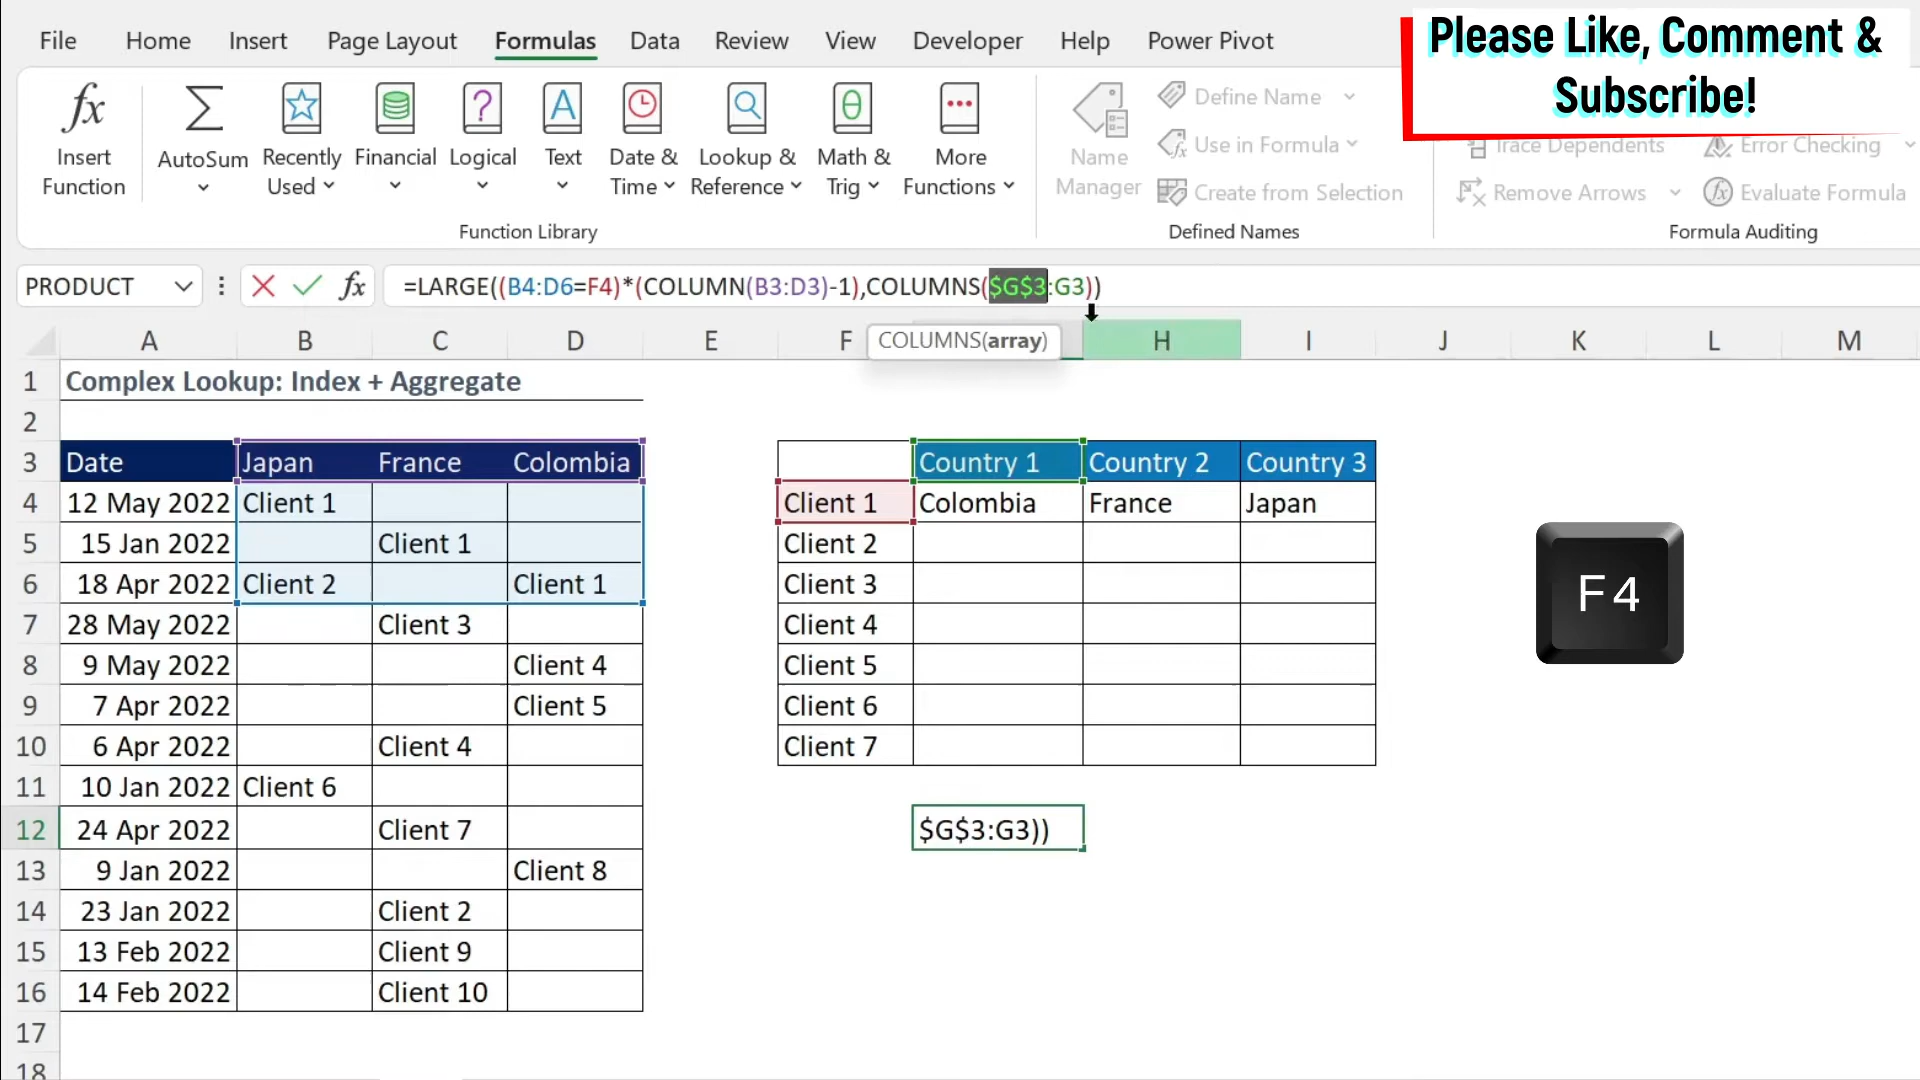 Please Like, Comment &
Subscribe!
File Home Insert Page Layout Formulas Data Review View Developer Help Power Pivot
Insert Function
AutoSum
Recently Used
Financial
Logical
Text
Date & Time
Lookup & Reference
Math & Trig
More Functions
Function Library
Name Manager
Define Name
Use in Formula
Create from Selection
Defined Names
Trace Dependents
Remove Arrows
Error Checking
Evaluate Formula
Formula Auditing
PRODUCT fx =LARGE((B4:D6=F4)*(COLUMN(B3:D3)-1),COLUMNS($G$3:G3))
COLUMNS(array)
A B C D E F H I J K L M
1 Complex Lookup: Index + Aggregate
2
3 Date Japan France Colombia Country 1 Country 2 Country 3
4 12 May 2022 Client 1 Client 1 Colombia France Japan
5 15 Jan 2022 Client 1 Client 2
6 18 Apr 2022 Client 2 Client 1 Client 3
7 28 May 2022 Client 3 Client 4
8 9 May 2022 Client 4 Client 5
9 7 Apr 2022 Client 5 Client 6
10 6 Apr 2022 Client 4 Client 7
11 10 Jan 2022 Client 6
12 24 Apr 2022 Client 7 $G$3:G3))
13 9 Jan 2022 Client 8
14 23 Jan 2022 Client 2
15 13 Feb 2022 Client 9
16 14 Feb 2022 Client 10
17
18
F4